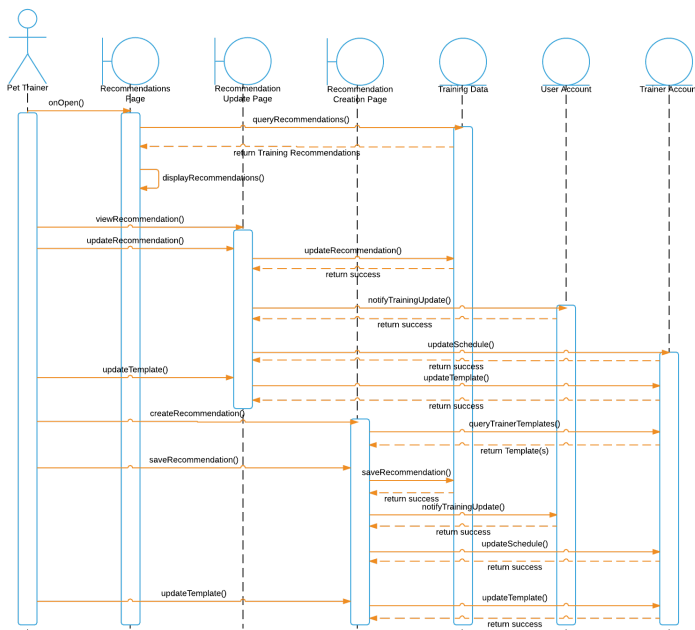 Pet Trainer
Recommendations
Page
Recommendation
Update Page
Recommendation
Creation Page
Training Data
User Account
Trainer Account
onOpen()
queryRecommendations()
return Training Recommendations
displayRecommendations()
viewRecommendation()
updateRecommendation()
updateRecommendation()
return success
notifyTrainingUpdate()
return success
updateSchedule()
return success
updateTemplate()
updateTemplate()
return success
createRecommendation()
queryTrainerTemplates()
return Template(s)
saveRecommendation()
saveRecommendation()
return success
notifyTrainingUpdate()
return success
updateSchedule()
return success
updateTemplate()
updateTemplate()
return success